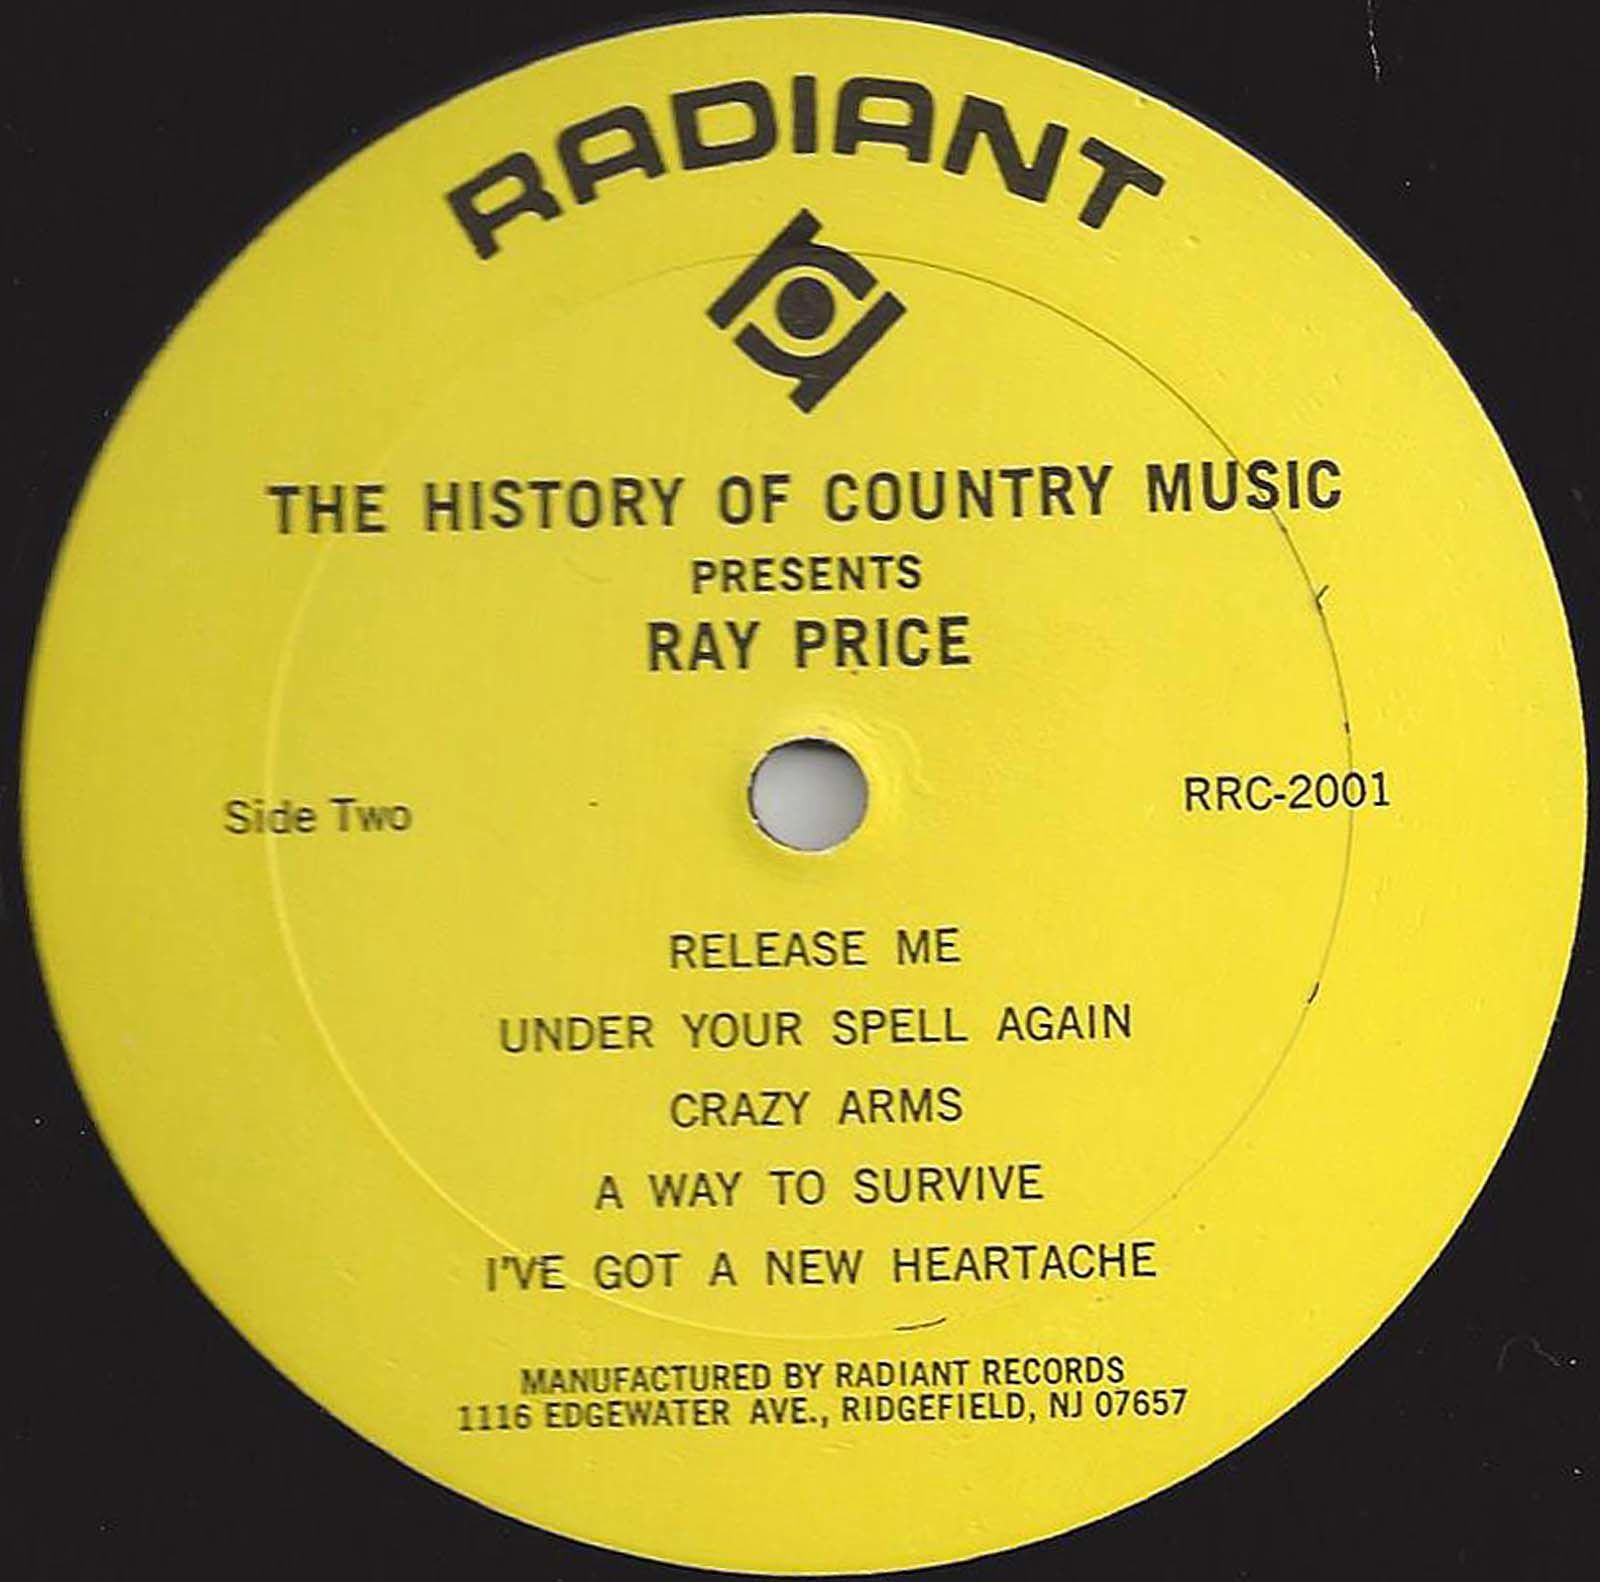 RADIANT
THE HISTORY OF COUNTRY MUSIC
PRESENTS
RAY PRICE
Side Two
RRC-2001
RELEASE ME
UNDER YOUR SPELL AGAIN
CRAZY ARMS
A WAY TO SURVIVE
I'VE GOT A NEW HEARTACHE
MANUFACTURED BY RADIANT RECORDS
1116 EDGEWATER AVE., RIDGEFIELD, NJ 07657